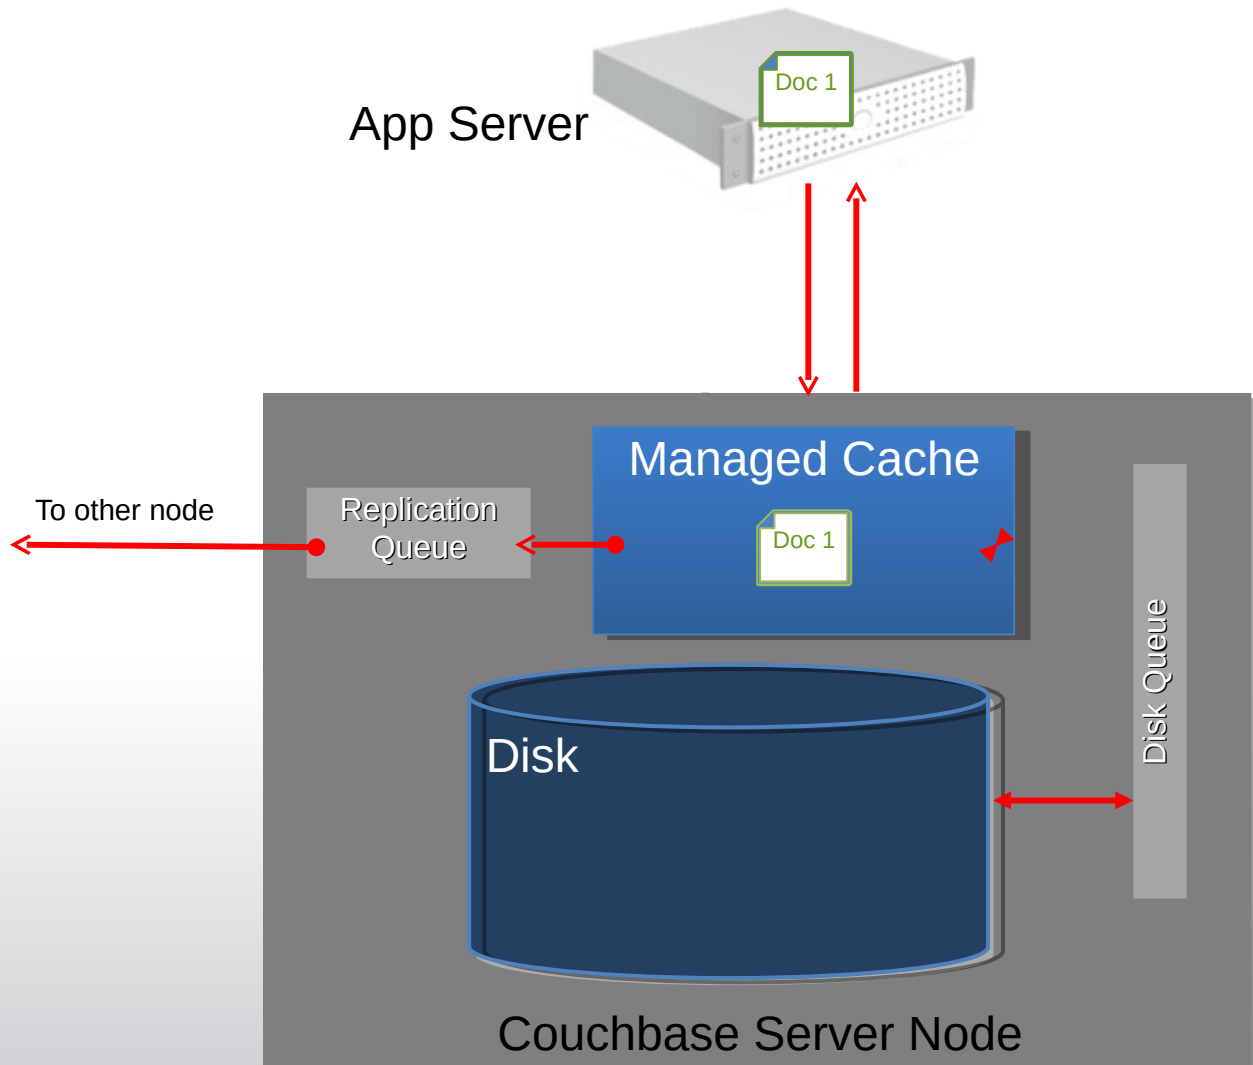 Doc 1
App Server
Managed Cache
To other node
Replication
Queue
Doc 1
Disk Queue
Disk
Couchbase Server Node